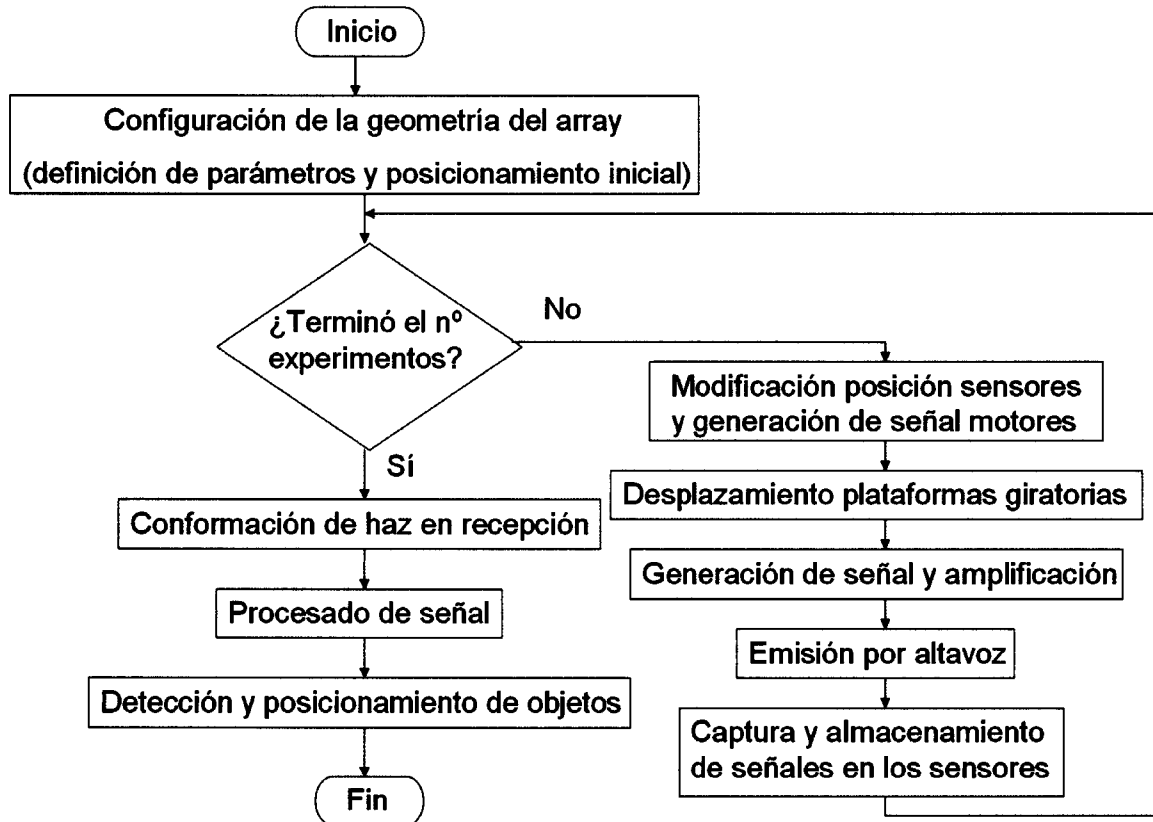 Inicio
Configuración de la geometría del array
(definición de parámetros y posicionamiento inicial)
¿Terminó el nº
experimentos?
No
Sí
Modificación posición sensores
y generación de señal motores
Desplazamiento plataformas giratorias
Generación de señal y amplificación
Emisión por altavoz
Captura y almacenamiento
de señales en los sensores
Conformación de haz en recepción
Procesado de señal
Detección y posicionamiento de objetos
Fin